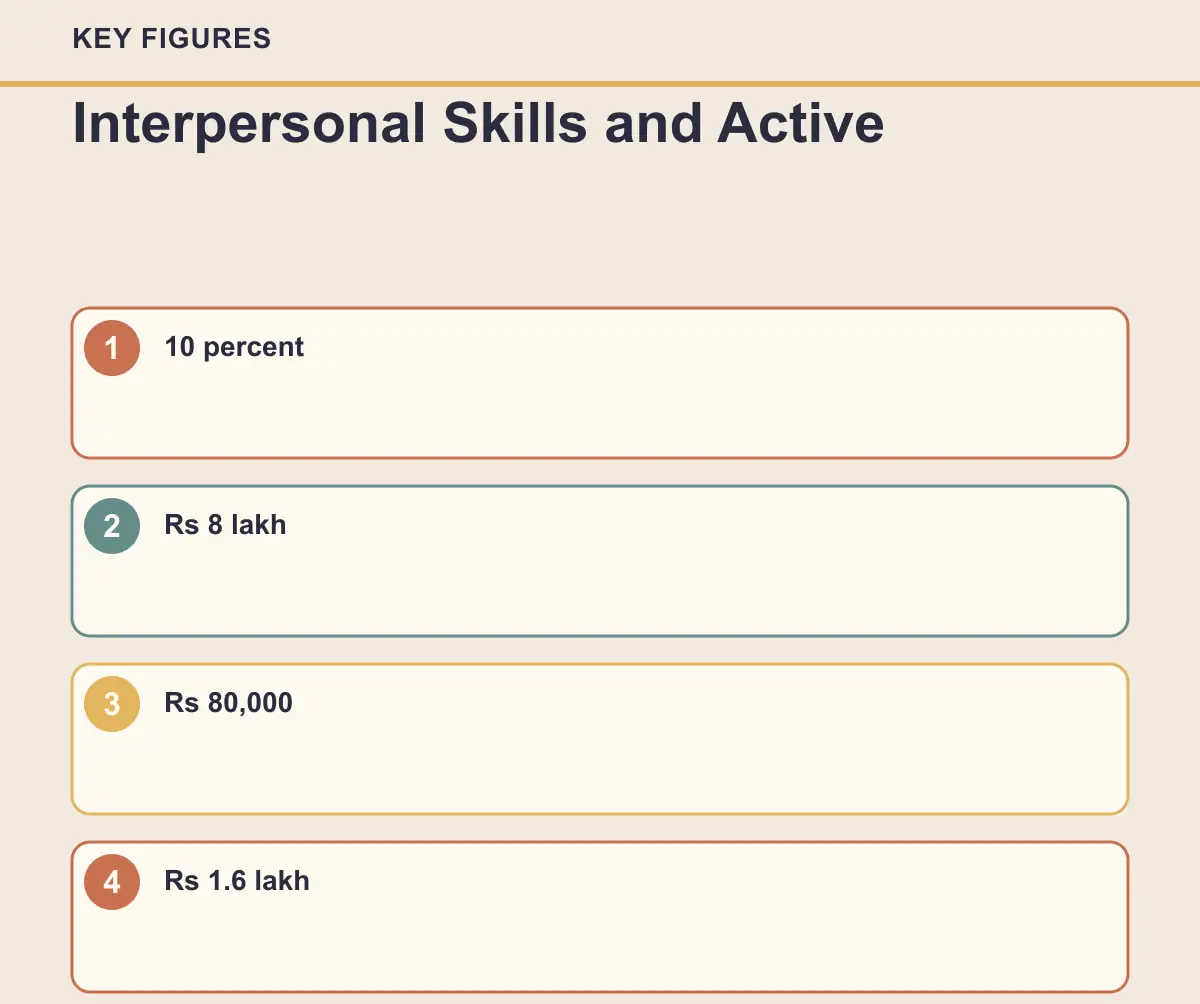 KEY FIGURES
Interpersonal Skills and Active
1 10 percent
2 Rs 8 lakh
3 Rs 80,000
4 Rs 1.6 lakh